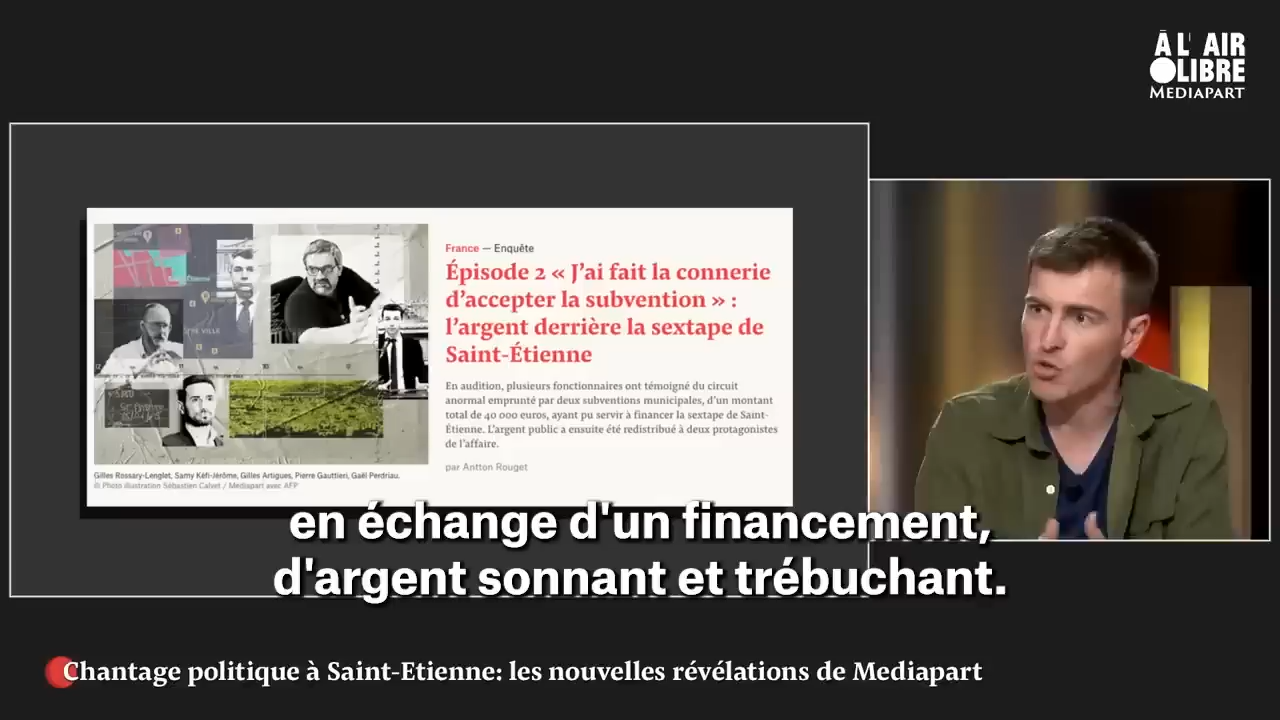 À L' AIR
LIBRE
MEDIAPART
France — Enquête
Épisode 2 « J'ai fait la connerie
d'accepter la subvention » :
l'argent derrière la sextape de
Saint-Étienne
En audition, plusieurs fonctionnaires ont témoigné du circuit
anormal emprunté par deux subventions municipales, d'un montant
total de 40 000 euros, ayant pu servir à financer la sextape de Saint-
Étienne. L'argent public a ensuite été redistribué à deux protagonistes
de l'affaire.
par Antton Rouget
Gilles Rossary-Lenglet, Samy Kéfi-Jérôme, Gilles Artigues, Pierre Gauttieri, Gaël Perdriau.
© Photo illustration Sébastien Calvet / Mediapart avec AFP
en échange d'un financement,
d'argent sonnant et trébuchant.
Chantage politique à Saint-Etienne: les nouvelles révélations de Mediapart